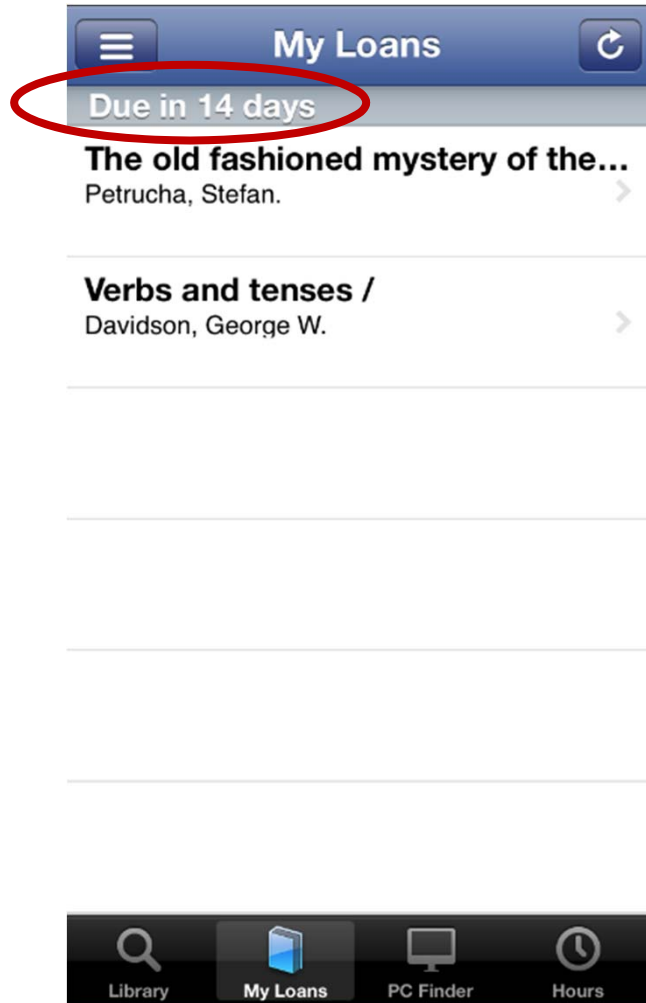 My Loans
Due in 14 days
The old fashioned mystery of the...
Petrucha, Stefan.
Verbs and tenses /
Davidson, George W.
Library My Loans PC Finder Hours